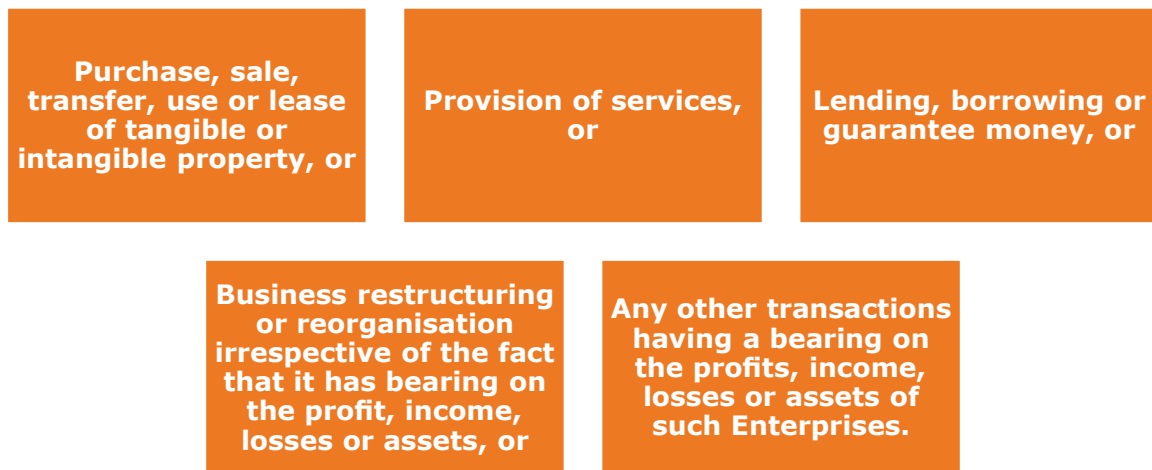 Purchase, sale,
transfer, use or lease
of tangible or
intangible property, or
Provision of services,
or
Lending, borrowing or
guarantee money, or
Business restructuring
or reorganisation
irrespective of the fact
that it has bearing on
the profit, income,
losses or assets, or
Any other transactions
having a bearing on
the profits, income,
losses or assets of
such Enterprises.